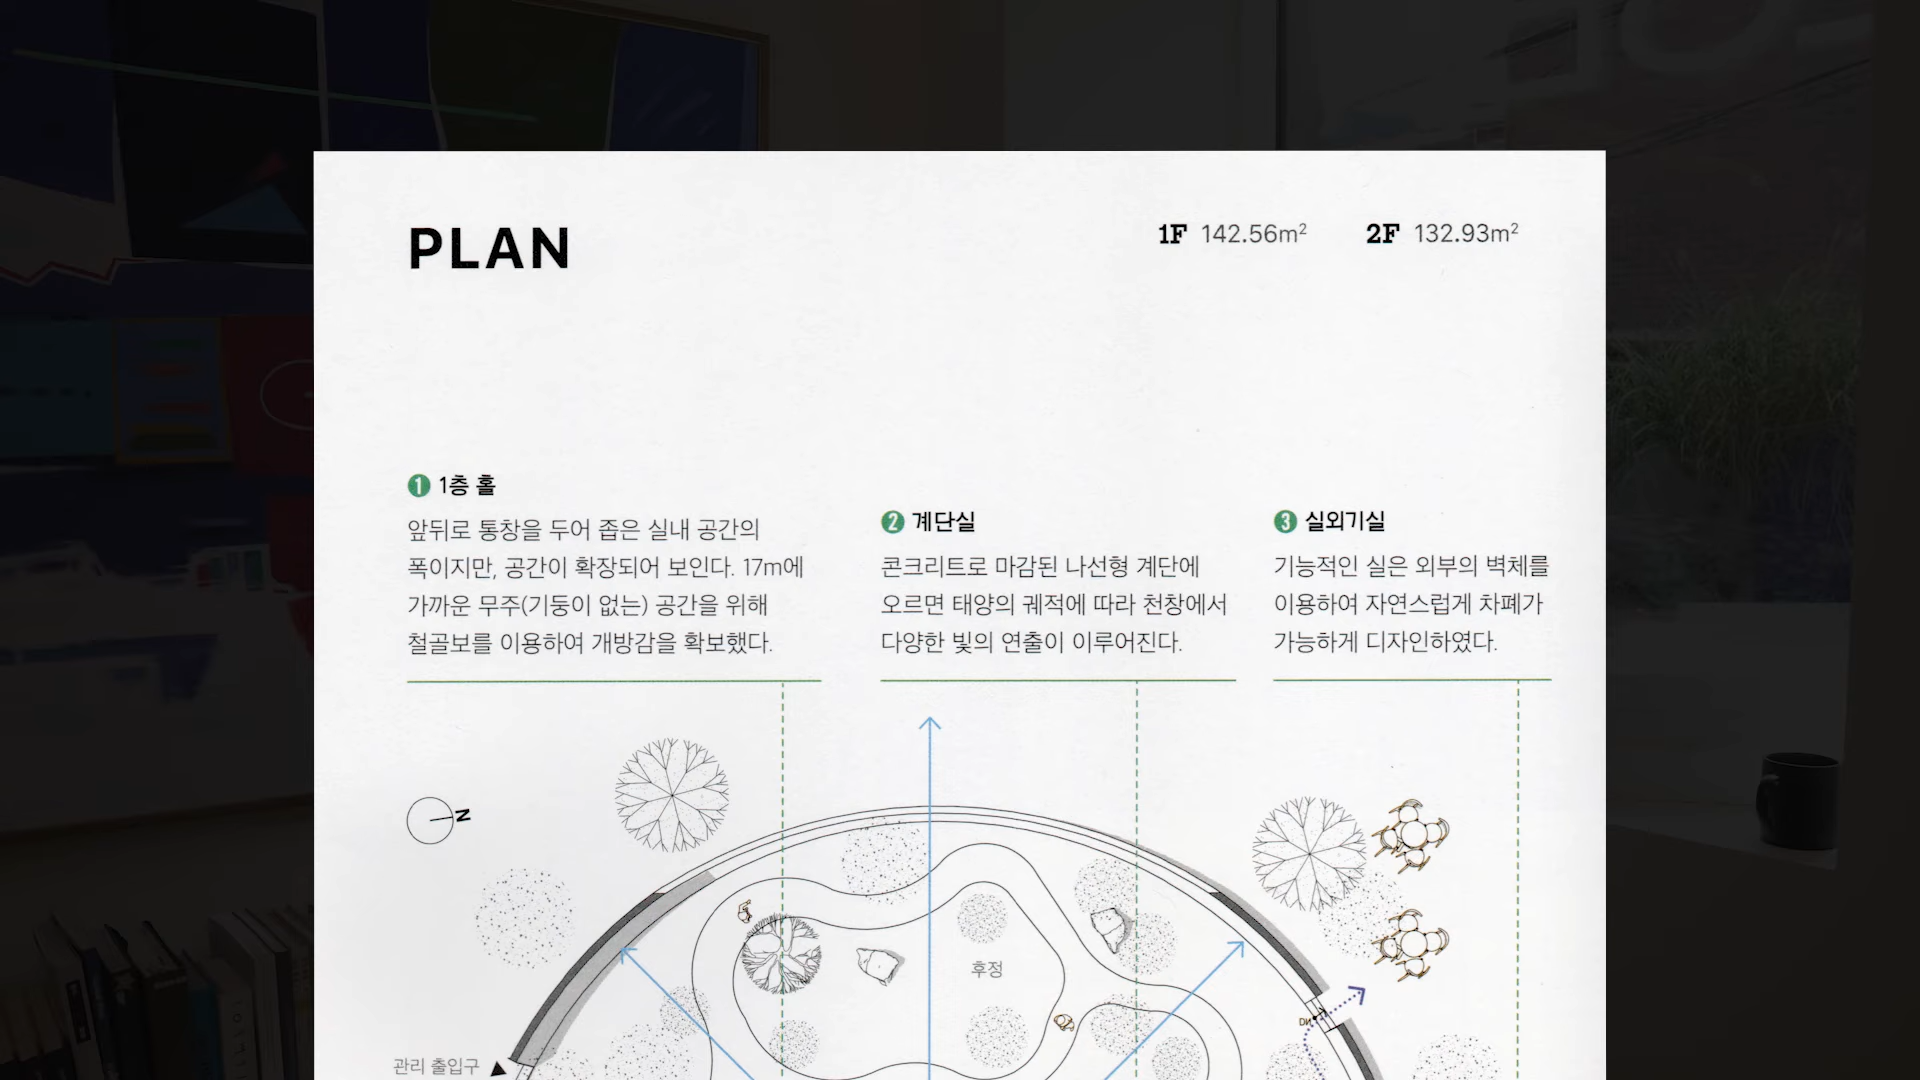 PLAN
1F 142.56m²
2F 132.93m²
1 1층 홀
앞뒤로 통창을 두어 좁은 실내 공간의
폭이지만, 공간이 확장되어 보인다. 17m에
가까운 무주(기둥이 없는) 공간을 위해
철골보를 이용하여 개방감을 확보했다.
2 계단실
콘크리트로 마감된 나선형 계단에
오르면 태양의 궤적에 따라 천창에서
다양한 빛의 연출이 이루어진다.
3 실외기실
기능적인 실은 외부의 벽체를
이용하여 자연스럽게 차폐가
가능하게 디자인하였다.
N
후정
DN
관리 출입구